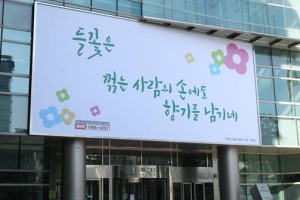 들꽃은
꺾는 사람의 손에도
향기를 남기네